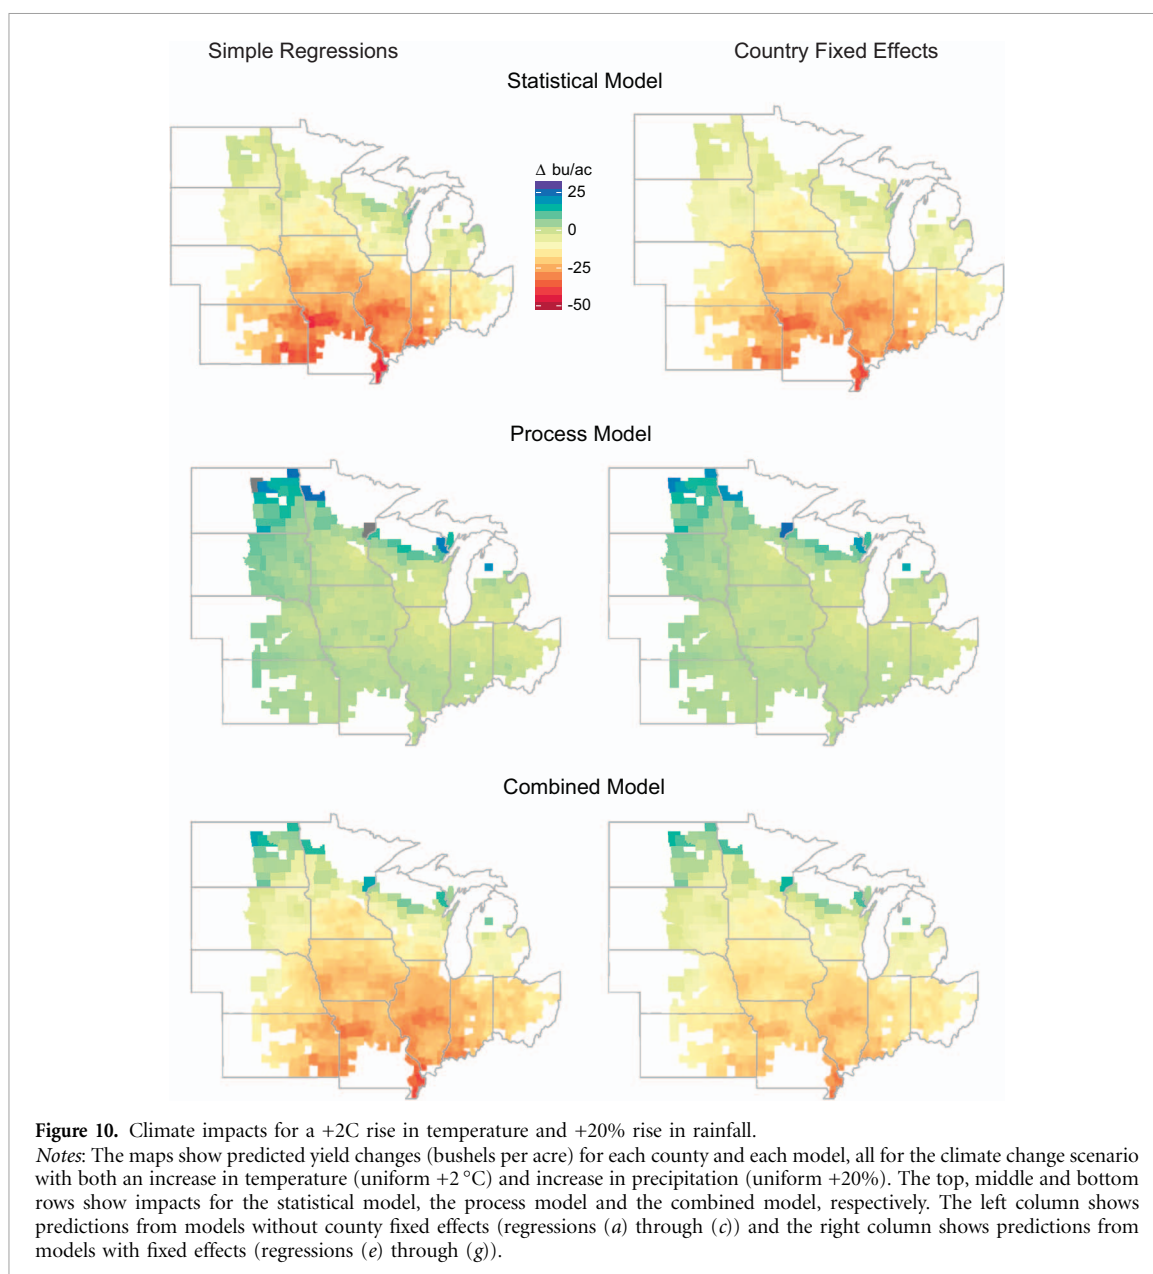 Simple Regressions
Country Fixed Effects
Statistical Model
Δ bu/ac
25
0
-25
-50
Process Model
Combined Model
Figure 10. Climate impacts for a +2C rise in temperature and +20% rise in rainfall.
Notes: The maps show predicted yield changes (bushels per acre) for each county and each model, all for the climate change scenario
with both an increase in temperature (uniform +2 °C) and increase in precipitation (uniform +20%). The top, middle and bottom
rows show impacts for the statistical model, the process model and the combined model, respectively. The left column shows
predictions from models without county fixed effects (regressions (a) through (c)) and the right column shows predictions from
models with fixed effects (regressions (e) through (g)).